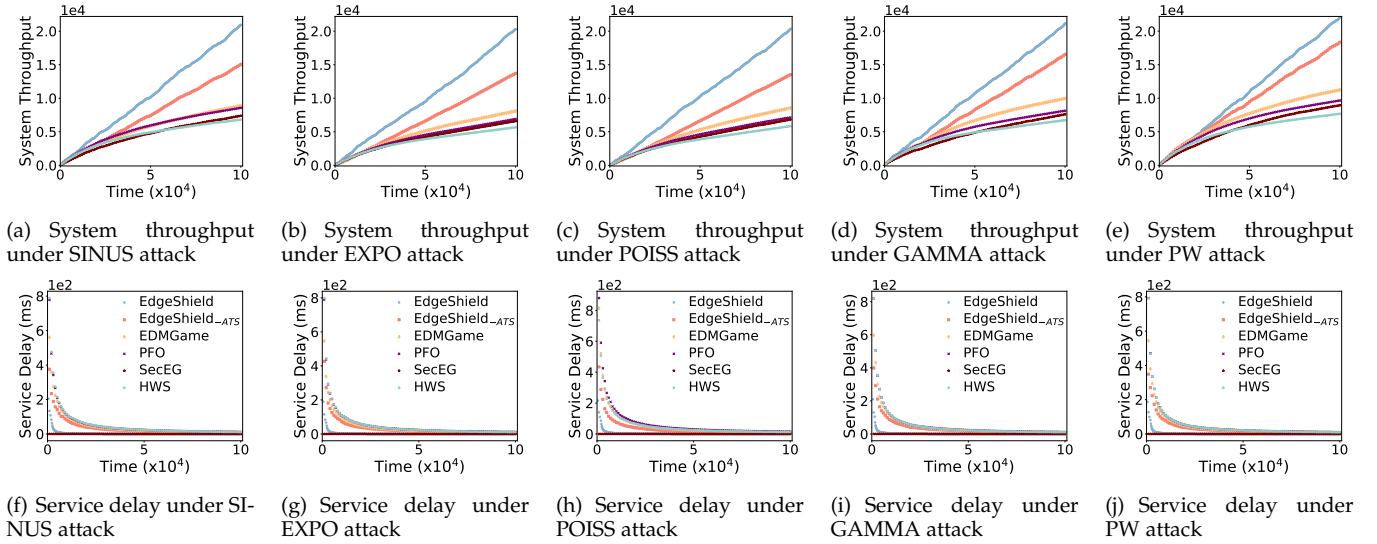 1e4
System Throughput
2.0
1.5
1.0
0.5
0.0
0
5
10
Time (x10⁴)
1e4
System Throughput
2.0
1.5
1.0
0.5
0.0
0
5
10
Time (x10⁴)
1e4
System Throughput
2.0
1.5
1.0
0.5
0.0
0
5
10
Time (x10⁴)
1e4
System Throughput
2.0
1.5
1.0
0.5
0.0
0
5
10
Time (x10⁴)
1e4
System Throughput
2.0
1.5
1.0
0.5
0.0
0
5
10
Time (x10⁴)
(a) System throughput
under SINUS attack
(b) System throughput
under EXPO attack
(c) System throughput
under POISS attack
(d) System throughput
under GAMMA attack
(e) System throughput
under PW attack
1e2
Service Delay (ms)
8
6
4
2
0
EdgeShield
EdgeShield₋ATS
EDMGame
PFO
SecEG
HWS
0
5
10
Time (x10⁴)
1e2
Service Delay (ms)
8
6
4
2
0
EdgeShield
EdgeShield₋ATS
EDMGame
PFO
SecEG
HWS
0
5
10
Time (x10⁴)
1e2
Service Delay (ms)
8
6
4
2
0
EdgeShield
EdgeShield₋ATS
EDMGame
PFO
SecEG
HWS
0
5
10
Time (x10⁴)
1e2
Service Delay (ms)
8
6
4
2
0
EdgeShield
EdgeShield₋ATS
EDMGame
PFO
SecEG
HWS
0
5
10
Time (x10⁴)
1e2
Service Delay (ms)
8
6
4
2
0
EdgeShield
EdgeShield₋ATS
EDMGame
PFO
SecEG
HWS
0
5
10
Time (x10⁴)
(f) Service delay under SI-
NUS attack
(g) Service delay under
EXPO attack
(h) Service delay under
POISS attack
(i) Service delay under
GAMMA attack
(j) Service delay under
PW attack